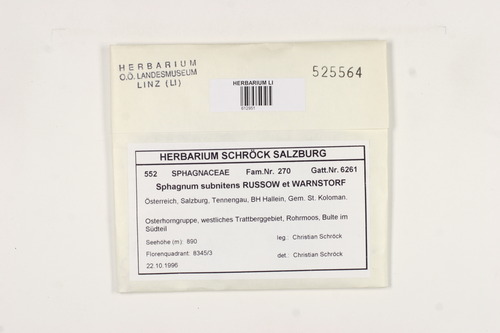 HERBARIUM
O.Ö. LANDESMUSEUM
LINZ (LI)
HERBARIUM LI
525564
HERBARIUM SCHRÖCK SALZBURG
552 SPHAGNACEAE Fam.Nr. 270 Gatt.Nr. 6261
Sphagnum subnitens RUSSOW et WARNSTORF
Österreich, Salzburg, Tennengau, BH Hallein, Gem. St. Koloman.
Osterhorngruppe, westliches Trattberggebiet, Rohrmoos, Bulte im
Südteil
Seehöhe (m): 890 leg.: Christian Schröck
Florenquadrant: 8345/3 det.: Christian Schröck
22.10.1996